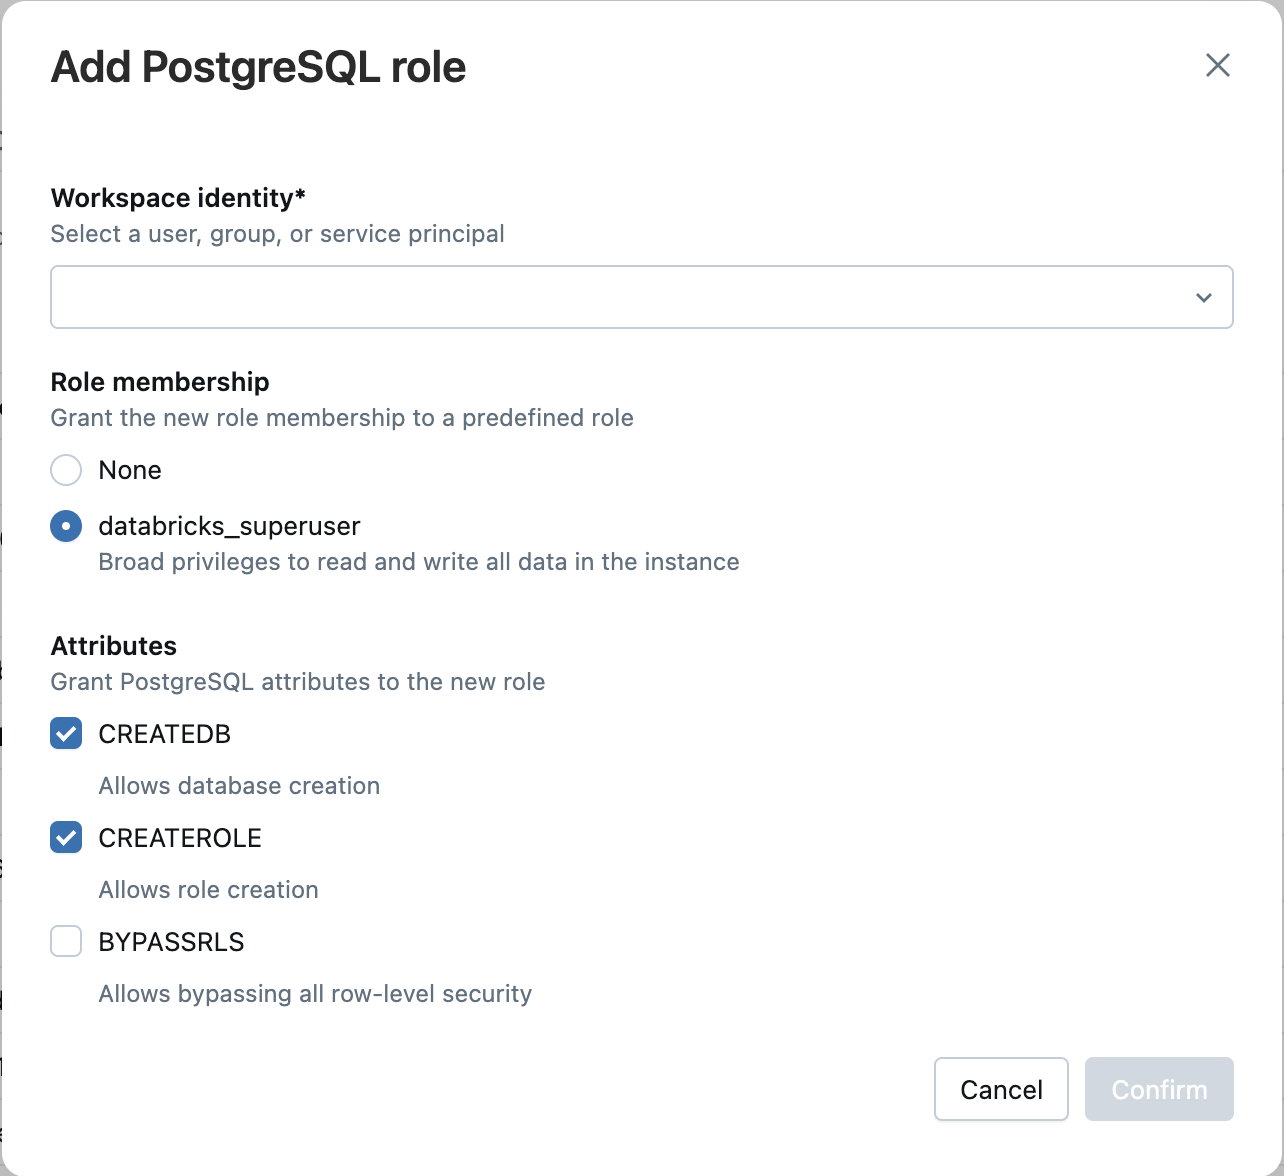 Add PostgreSQL role
Workspace identity*
Select a user, group, or service principal
Role membership
Grant the new role membership to a predefined role
None
databricks_superuser
Broad privileges to read and write all data in the instance
Attributes
Grant PostgreSQL attributes to the new role
CREATEDB
Allows database creation
CREATEROLE
Allows role creation
BYPASSRLS
Allows bypassing all row-level security
Cancel
Confirm